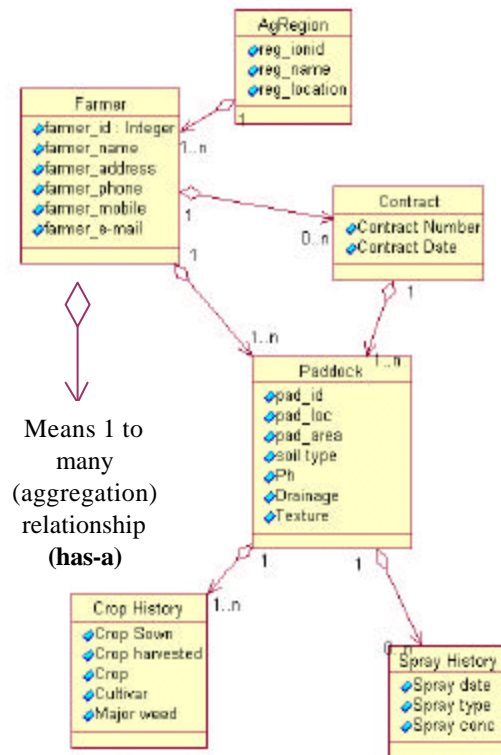 AgRegion
reg_ionid
reg_name
reg_location
1
1..n
Farmer
farmer_id : Integer
farmer_name
farmer_address
farmer_phone
farmer_mobile
farmer_e-mail
1
0..n
1
1..n
Contract
Contract Number
Contract Date
1
1..n
Means 1 to
many
(aggregation)
relationship
(has-a)
Paddock
pad_id
pad_loc
pad_area
soil type
Ph
Drainage
Texture
1
1..n
1
0..n
Crop History
Crop Sown
Crop harvested
Crop
Cultivar
Major weed
Spray History
Spray date
Spray type
Spray conc